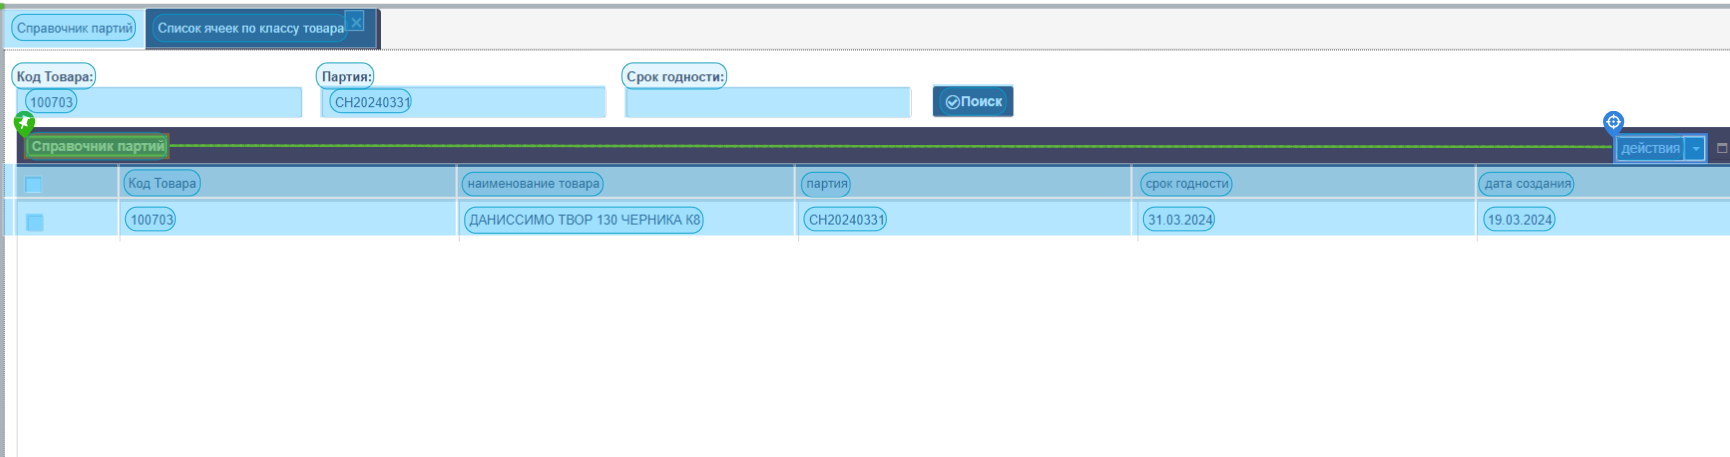 Справочник партий Список ячеек по классу товара
Код Товара: Партия: Срок годности:
100703 CH20240331 Поиск
Справочник партий действия
Код Товара наименование товара партия срок годности дата создания
100703 ДАНИССИМО ТВОР 130 ЧЕРНИКА К8 CH20240331 31.03.2024 19.03.2024